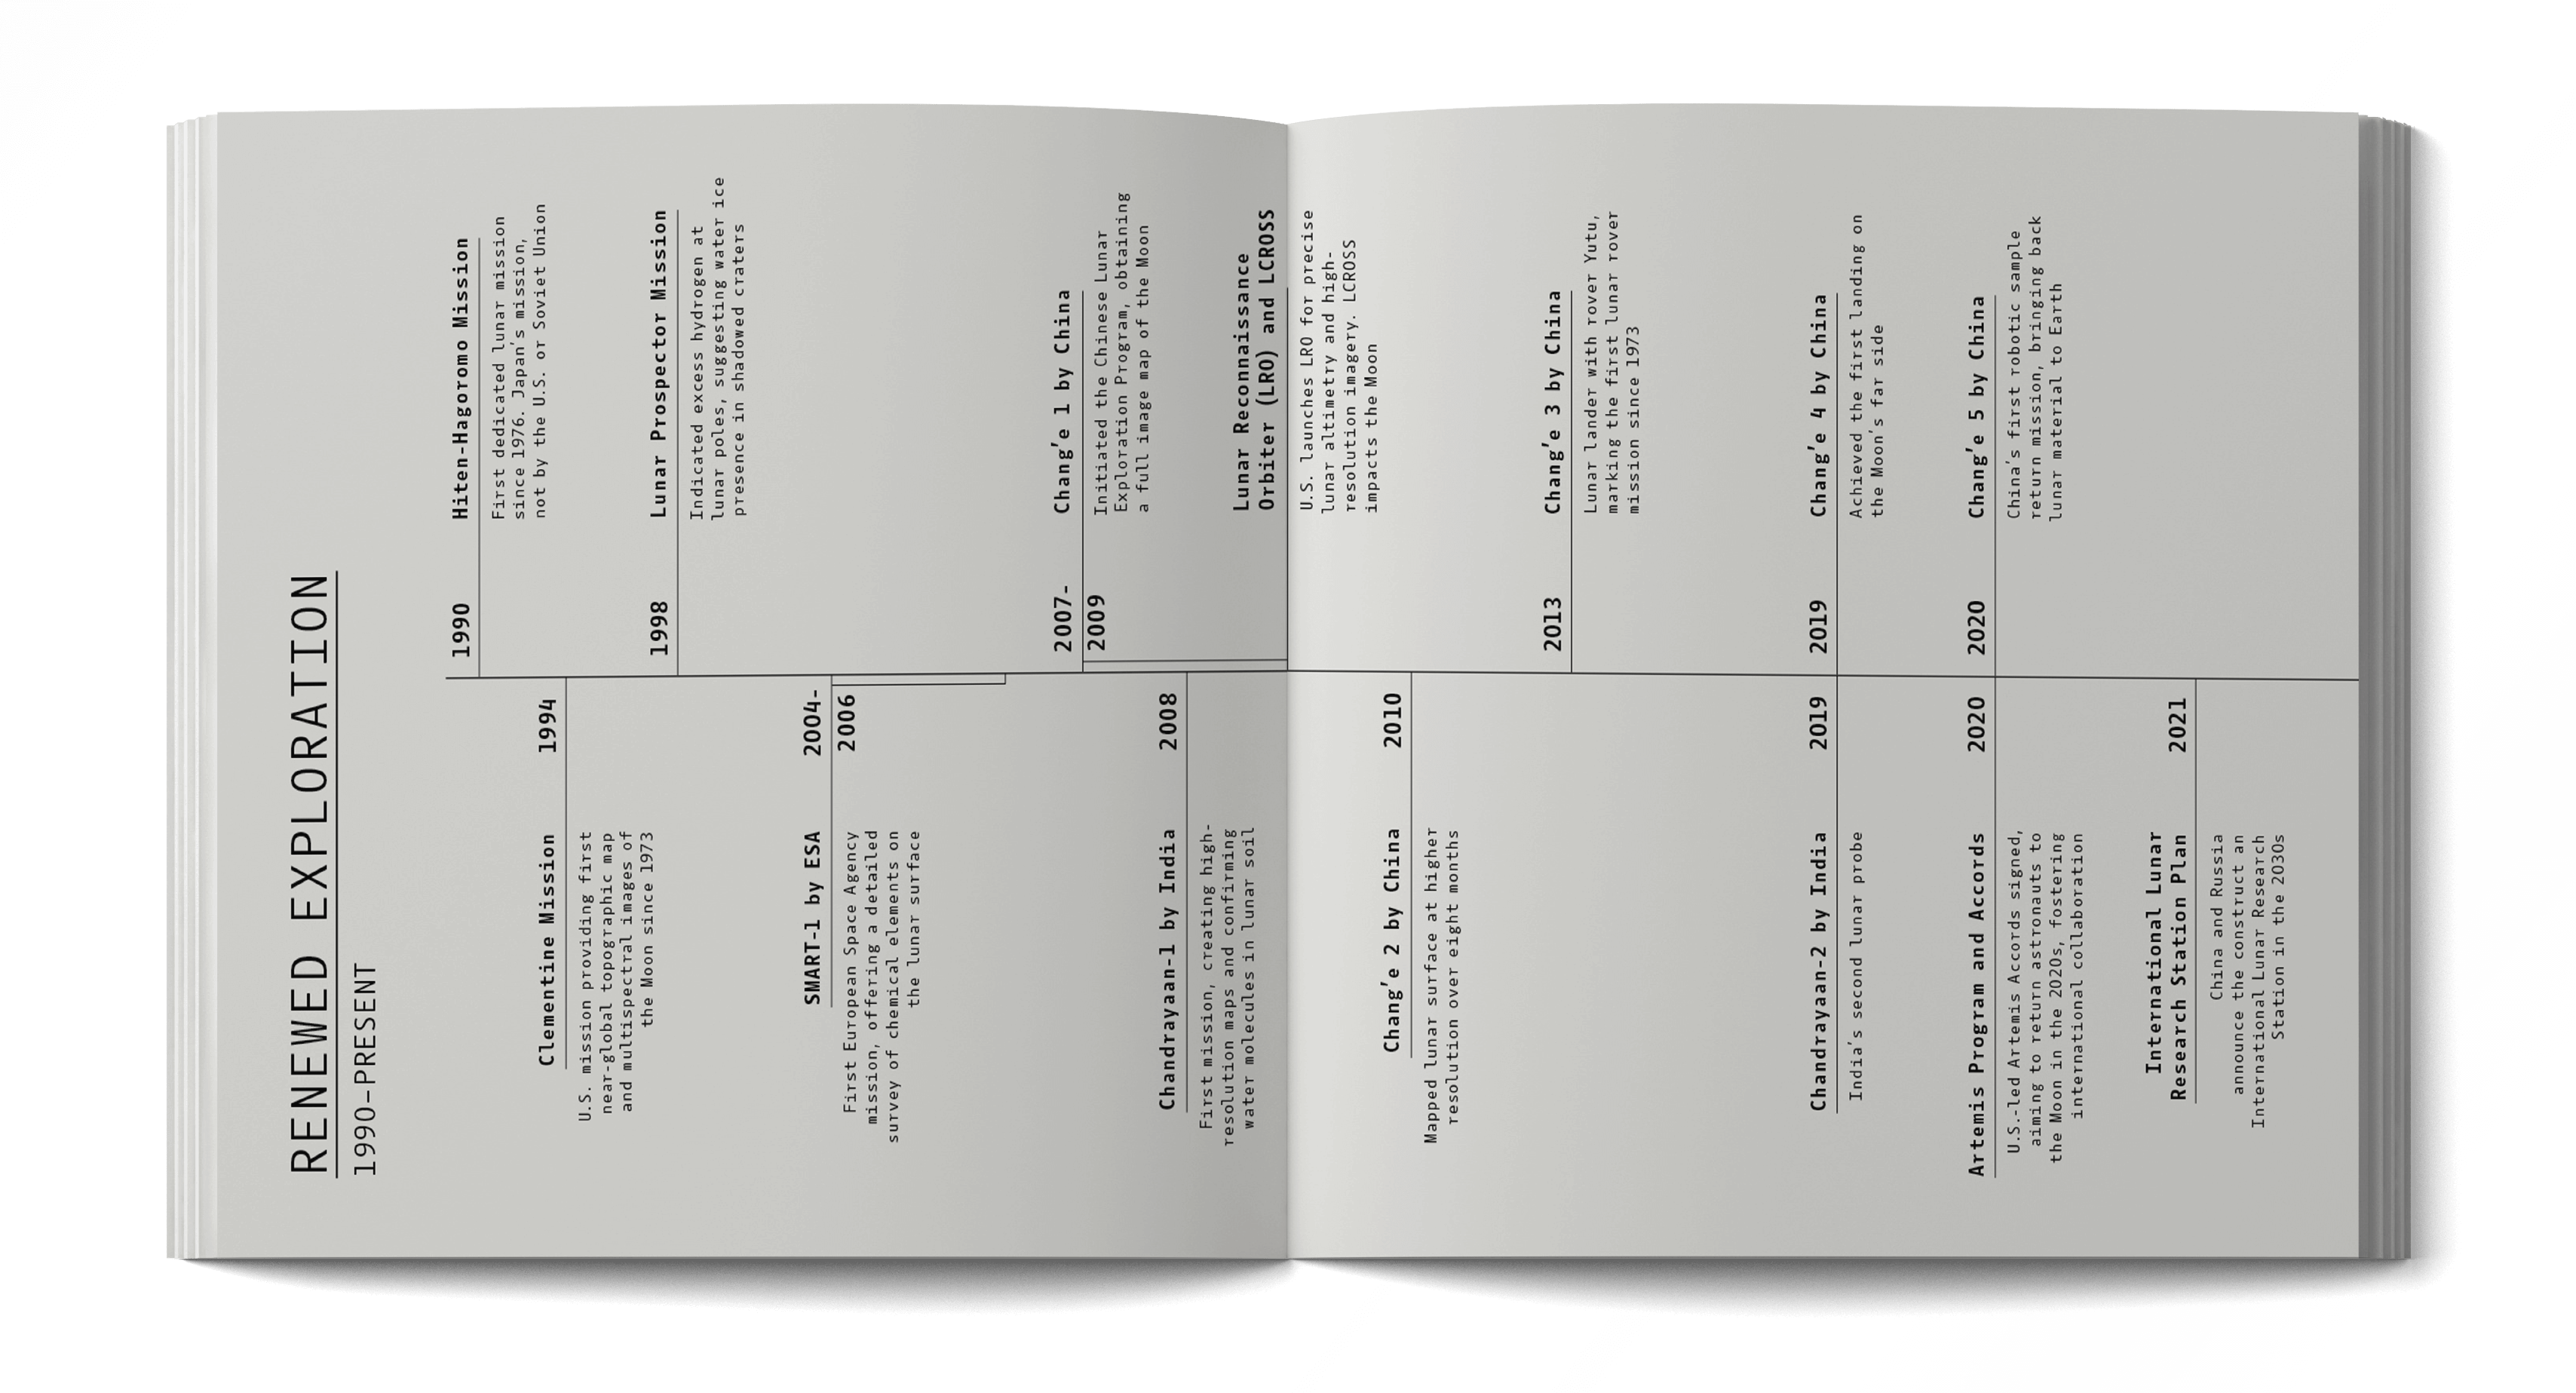 RENEWED EXPLORATION
1990–PRESENT
1990
Hiten-Hagoromo Mission
First dedicated lunar mission
since 1976. Japan's mission,
not by the U.S. or Soviet Union
1994
Clementine Mission
U.S. mission providing first
near-global topographic map
and multispectral images of
the Moon since 1973
1998
Lunar Prospector Mission
Indicated excess hydrogen at
lunar poles, suggesting water ice
presence in shadowed craters
2004-
2006
SMART-1 by ESA
First European Space Agency
mission, offering a detailed
survey of chemical elements on
the lunar surface
2007-
2009
Chang'e 1 by China
Initiated the Chinese Lunar
Exploration Program, obtaining
a full image map of the Moon
2008
Chandrayaan-1 by India
First mission, creating high-
resolution maps and confirming
water molecules in lunar soil
Lunar Reconnaissance
Orbiter (LRO) and LCROSS
U.S. launches LRO for precise
lunar altimetry and high-
resolution imagery. LCROSS
impacts the Moon
2010
Chang'e 2 by China
Mapped lunar surface at higher
resolution over eight months
2013
Chang'e 3 by China
Lunar lander with rover Yutu,
marking the first lunar rover
mission since 1973
2019
Chang'e 4 by China
Achieved the first landing on
the Moon's far side
2019
Chandrayaan-2 by India
India's second lunar probe
2020
Chang'e 5 by China
China's first robotic sample
return mission, bringing back
lunar material to Earth
2020
Artemis Program and Accords
U.S.-led Artemis Accords signed,
aiming to return astronauts to
the Moon in the 2020s, fostering
international collaboration
2021
International Lunar
Research Station Plan
China and Russia
announce the construct an
International Lunar Research
Station in the 2030s